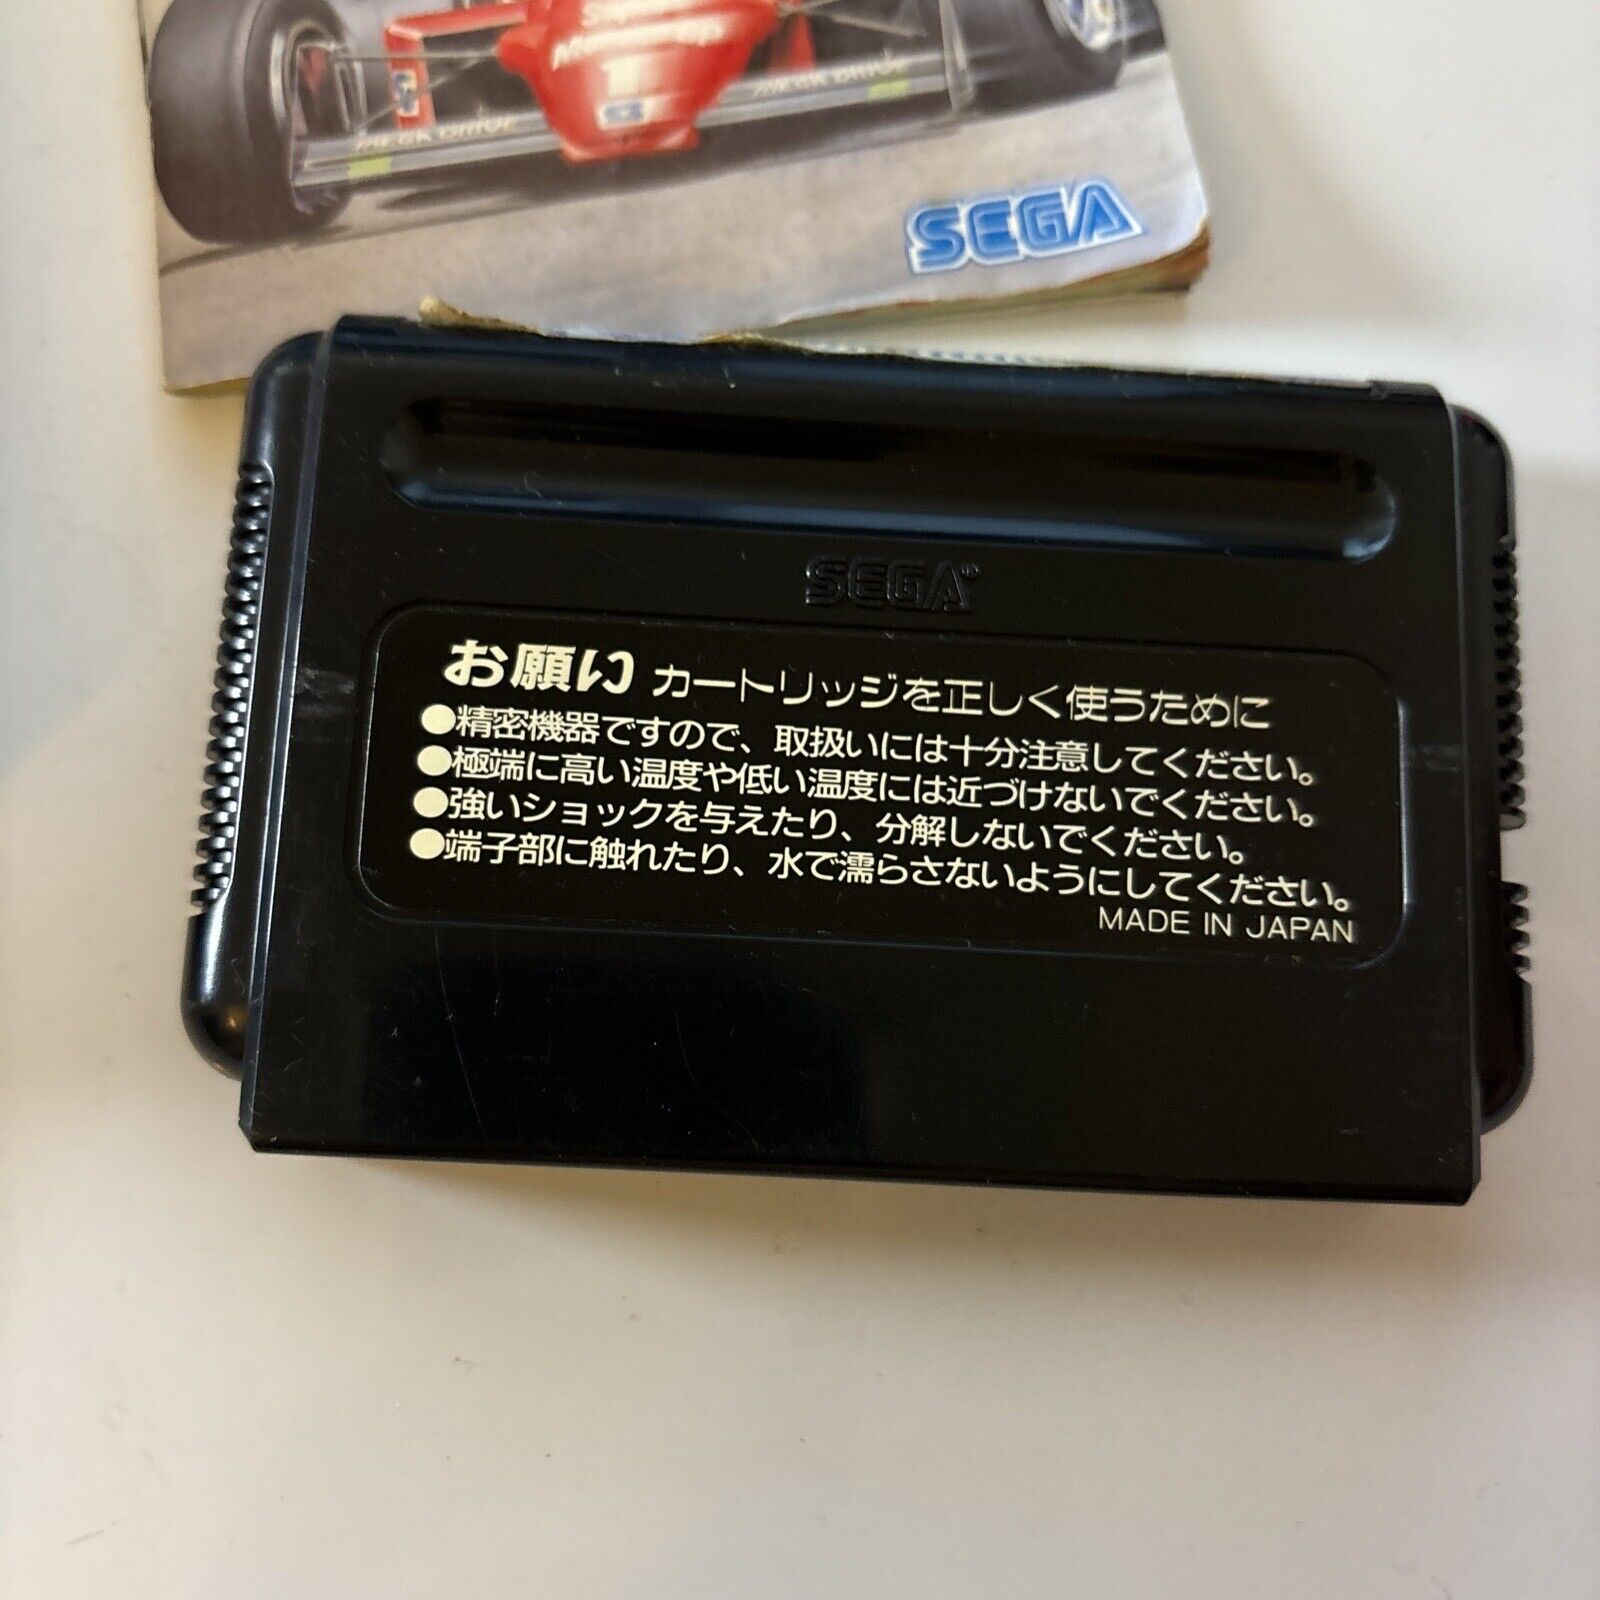 Super
MEGA DRIVE
MEGA DRIVE
SEGA
SEGA®
お願い カートリッジを正しく使うために
●精密機器ですので、取扱いには十分注意してください。
●極端に高い温度や低い温度には近づけないでください。
●強いショックを与えたり、分解しないでください。
●端子部に触れたり、水で濡らさないようにしてください。
MADE IN JAPAN